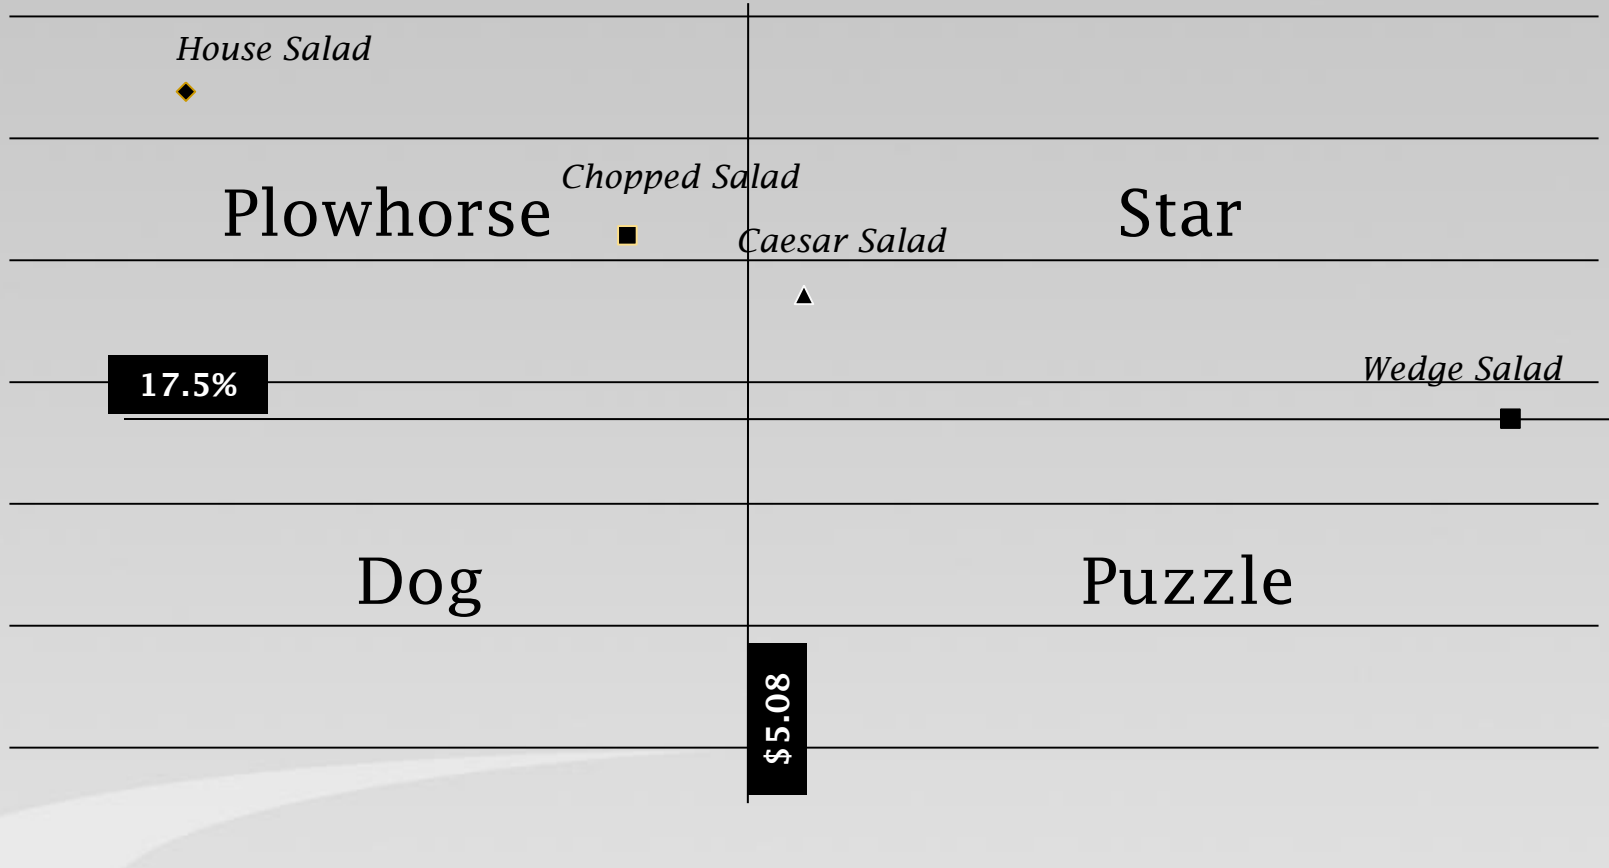 House Salad
Chopped Salad
Plowhorse
Star
Caesar Salad
Wedge Salad
17.5%
Dog
Puzzle
$5.08